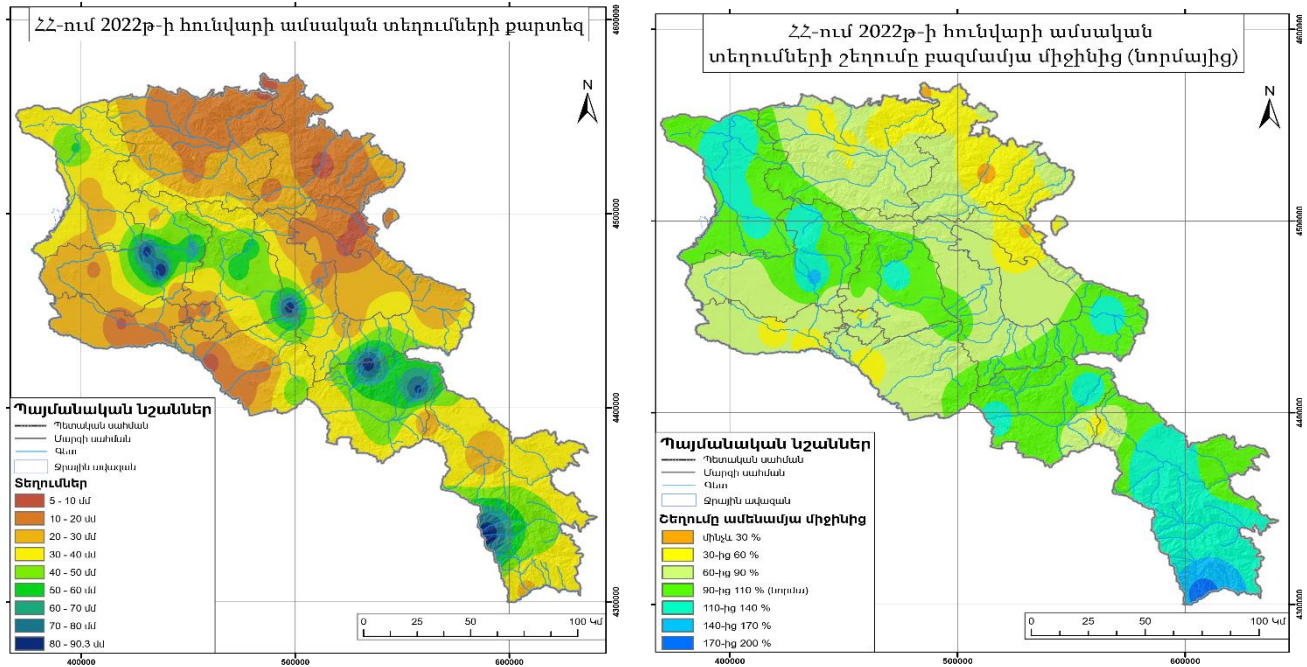 ՀՀ-ում 2022թ-ի հունվարի ամսական տեղումների քարտեզ
4600000
N
4500000
4400000
4300000
Պայմանական նշաններ
Պետական սահման
Մարզի սահման
Գետ
Ջրային ավազան
Տեղումներ
5 - 10 մմ
10 - 20 մմ
20 - 30 մմ
30 - 40 մմ
40 - 50 մմ
50 - 60 մմ
60 - 70 մմ
70 - 80 մմ
80 - 90.3 մմ
0 25 50 100 Կմ
400000 500000 600000
ՀՀ-ում 2022թ-ի հունվարի ամսական
տեղումների շեղումը բազմամյա միջինից (նորմայից)
4600000
N
4500000
4400000
4300000
Պայմանական նշաններ
Պետական սահման
Մարզի սահման
Գետ
Ջրային ավազան
Շեղումը ամենամյա միջինից
մինչև 30 %
30-ից 60 %
60-ից 90 %
90-ից 110 % (նորմա)
110-ից 140 %
140-ից 170 %
170-ից 200 %
0 25 50 100 Կմ
400000 500000 600000